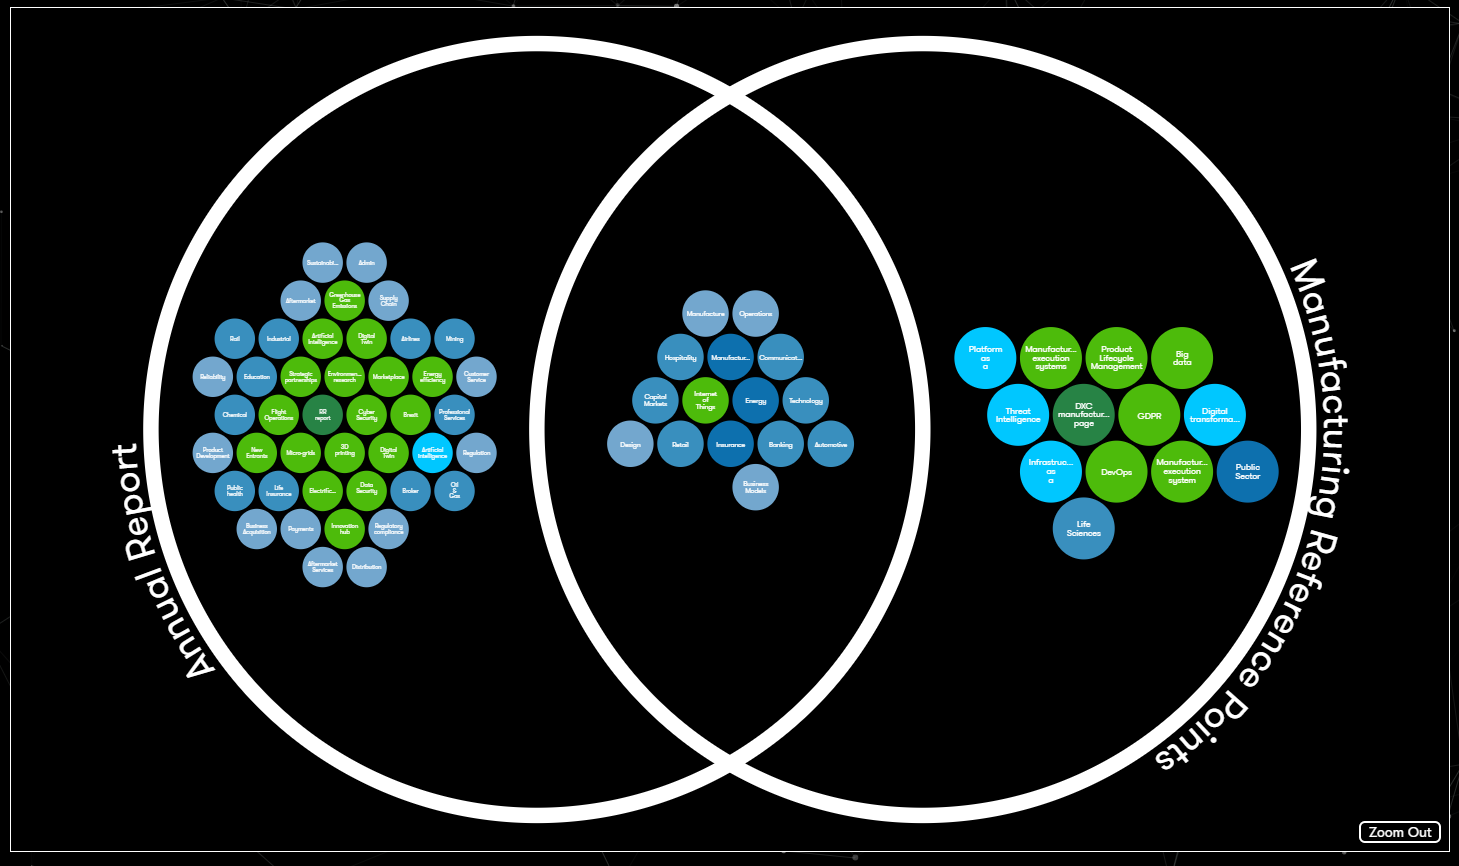 Annual Report
Sustainabi...
Admin
Aftermarket
Greenhouse
Gas
Emissions
Supply
Chain
Rail
Industrial
Artificial
Intelligence
Digital
Twin
Airlines
Mining
Reliability
Education
Strategic
partnerships
Environmen...
research
Marketplace
Energy
efficiency
Customer
Service
Chemical
Flight
Operations
RR
report
Cyber
Security
Brexit
Professional
Services
Product
Development
New
Entrants
Micro-grids
3D
printing
Digital
Twin
Artificial
Intelligence
Regulation
Public
health
Life
Insurance
Electrific...
Data
Security
Broker
Oil
&
Gas
Business
Acquisition
Payments
Innovation
hub
Regulatory
compliance
Aftermarket
Services
Distribution
Manufacture
Operations
Hospitality
Manufactur...
Communicat...
Capital
Markets
Internet
of
Things
Energy
Technology
Design
Retail
Insurance
Banking
Automotive
Business
Models
Platform
as
a
Manufactur...
execution
systems
Product
Lifecycle
Management
Big
data
Threat
Intelligence
DXC
manufactur...
page
GDPR
Digital
transforma...
Infrastruc...
as
a
DevOps
Manufactur...
execution
system
Public
Sector
Life
Sciences
Manufacturing Reference Points
Zoom Out